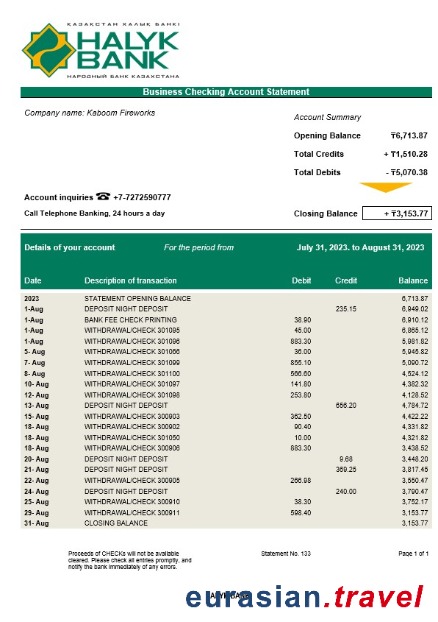 ҚАЗАҚСТАН ҚАЛЫҚ БАНКІ
HALYK
BANK
НАРОДНЫЙ БАНК КАЗАХСТАНА
Business Checking Account Statement
Company name: Kaboom Fireworks
Account Summary
Opening Balance ₸6,713.87
Total Credits + ₸1,510.28
Total Debits - ₸5,070.38
Account inquiries ☎ +7-7272590777
Call Telephone Banking, 24 hours a day
Closing Balance + ₸3,153.77
Details of your account For the period from July 31, 2023. to August 31, 2023
Date Description of transaction Debit Credit Balance
2023 STATEMENT OPENING BALANCE 6,713.87
1-Aug DEPOSIT NIGHT DEPOSIT 235.15 6,949.02
1-Aug BANK FEE CHECK PRINTING 38.90 6,910.12
1-Aug WITHDRAWAL/CHECK 301095 45.00 6,865.12
1-Aug WITHDRAWAL/CHECK 301096 883.30 5,981.82
5- Aug WITHDRAWAL/CHECK 301066 36.00 5,945.82
7- Aug WITHDRAWAL/CHECK 301099 855.10 5,090.72
8- Aug WITHDRAWAL/CHECK 301100 566.60 4,524.12
10- Aug WITHDRAWAL/CHECK 301097 141.80 4,382.32
12- Aug WITHDRAWAL/CHECK 301098 253.80 4,128.52
13- Aug DEPOSIT NIGHT DEPOSIT 656.20 4,784.72
15- Aug WITHDRAWAL/CHECK 300903 362.50 4,422.22
18- Aug WITHDRAWAL/CHECK 300902 90.40 4,331.82
18- Aug WITHDRAWAL/CHECK 301050 10.00 4,321.82
18- Aug WITHDRAWAL/CHECK 300906 883.30 3,438.52
20- Aug DEPOSIT NIGHT DEPOSIT 9.68 3,448.20
21- Aug DEPOSIT NIGHT DEPOSIT 369.25 3,817.45
22- Aug WITHDRAWAL/CHECK 300905 266.98 3,550.47
24- Aug DEPOSIT NIGHT DEPOSIT 240.00 3,790.47
25- Aug WITHDRAWAL/CHECK 300910 38.30 3,752.17
29- Aug WITHDRAWAL/CHECK 300911 598.40 3,153.77
31- Aug CLOSING BALANCE 3,153.77
Proceeds of CHECKs will not be available
cleared. Please check all entries promptly, and
notify the bank immediately of any errors.
Statement No. 133
Page 1 of 1
eurasian.travel